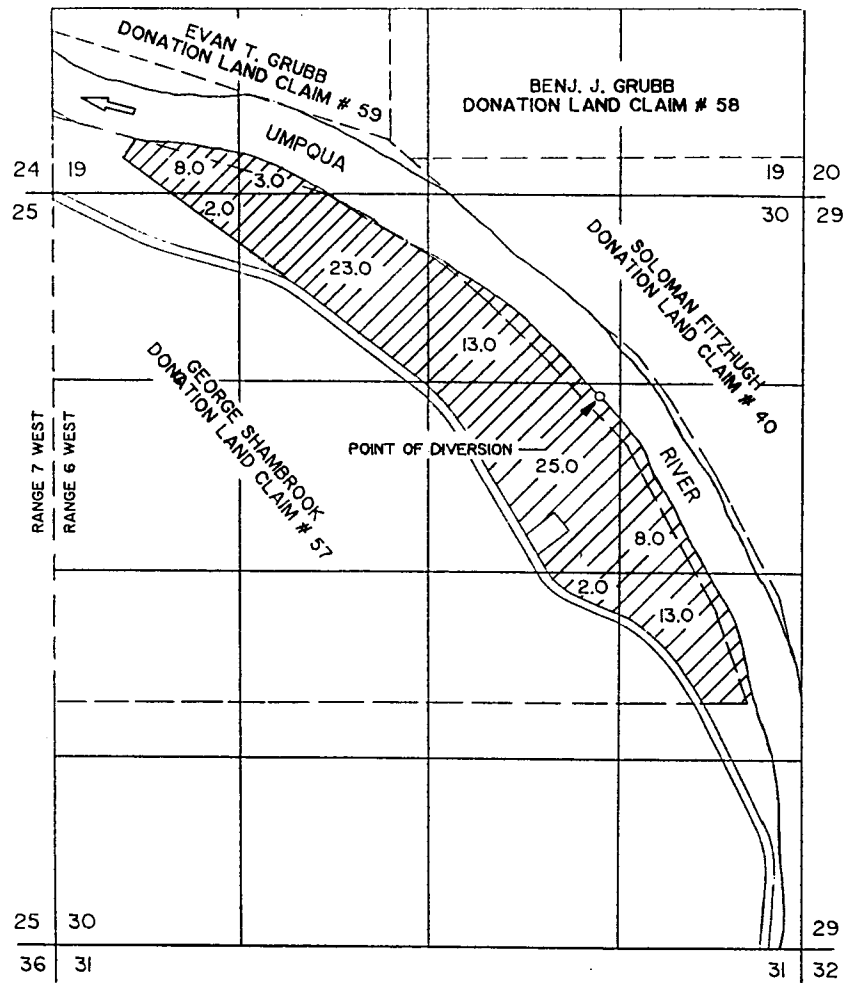 EVAN T. GRUBB
DONATION LAND CLAIM # 59
BENJ. J. GRUBB
DONATION LAND CLAIM # 58
UMPQUA
24 19
19 20
8.0
3.0
25
30 29
2.0
SOLOMAN FITZHUGH
DONATION LAND CLAIM # 40
23.0
13.0
GEORGE SHAMBROOK
DONATION LAND CLAIM # 57
POINT OF DIVERSION
RIVER
RANGE 7 WEST
RANGE 6 WEST
25.0
8.0
2.0
13.0
25 30
29
36 31
31 32